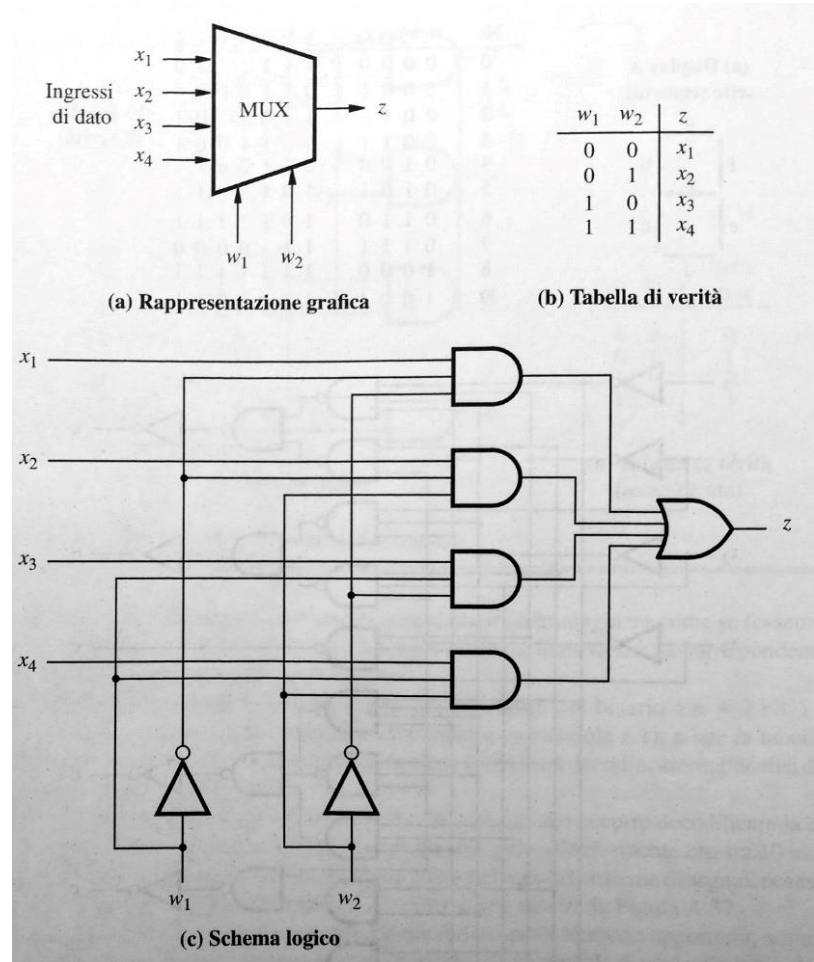 x1
x2
x3
x4
Ingressi
di dato
MUX
z
w1 w2
(a) Rappresentazione grafica
w1 w2 z
0 0 x1
0 1 x2
1 0 x3
1 1 x4
(b) Tabella di verità
x1
x2
x3
x4
z
w1 w2
(c) Schema logico